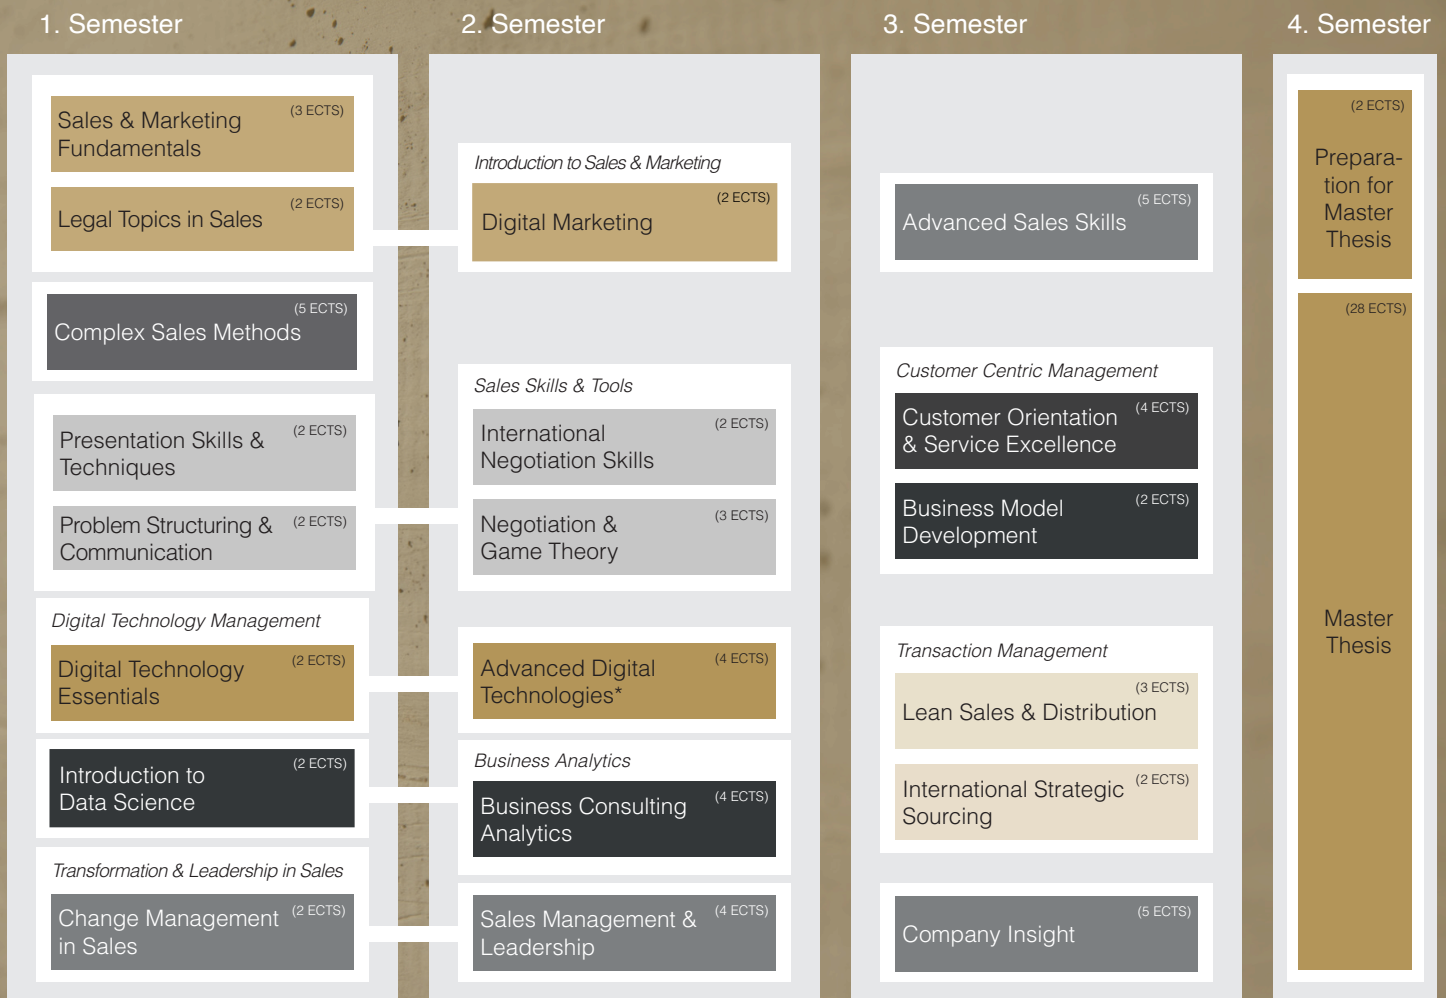 1. Semester
(3 ECTS)
Sales & Marketing
Fundamentals
(2 ECTS)
Legal Topics in Sales
(5 ECTS)
Complex Sales Methods
(2 ECTS)
Presentation Skills &
Techniques
(2 ECTS)
Problem Structuring &
Communication
Digital Technology Management
(2 ECTS)
Digital Technology
Essentials
(2 ECTS)
Introduction to
Data Science
Transformation & Leadership in Sales
(2 ECTS)
Change Management
in Sales
2. Semester
Introduction to Sales & Marketing
(2 ECTS)
Digital Marketing
Sales Skills & Tools
(2 ECTS)
International
Negotiation Skills
(3 ECTS)
Negotiation &
Game Theory
(4 ECTS)
Advanced Digital
Technologies*
Business Analytics
(4 ECTS)
Business Consulting
Analytics
(4 ECTS)
Sales Management &
Leadership
3. Semester
(5 ECTS)
Advanced Sales Skills
Customer Centric Management
(4 ECTS)
Customer Orientation
& Service Excellence
(2 ECTS)
Business Model
Development
Transaction Management
(3 ECTS)
Lean Sales & Distribution
(2 ECTS)
International Strategic
Sourcing
(5 ECTS)
Company Insight
4. Semester
(2 ECTS)
Prepara-
tion for
Master
Thesis
(28 ECTS)
Master
Thesis